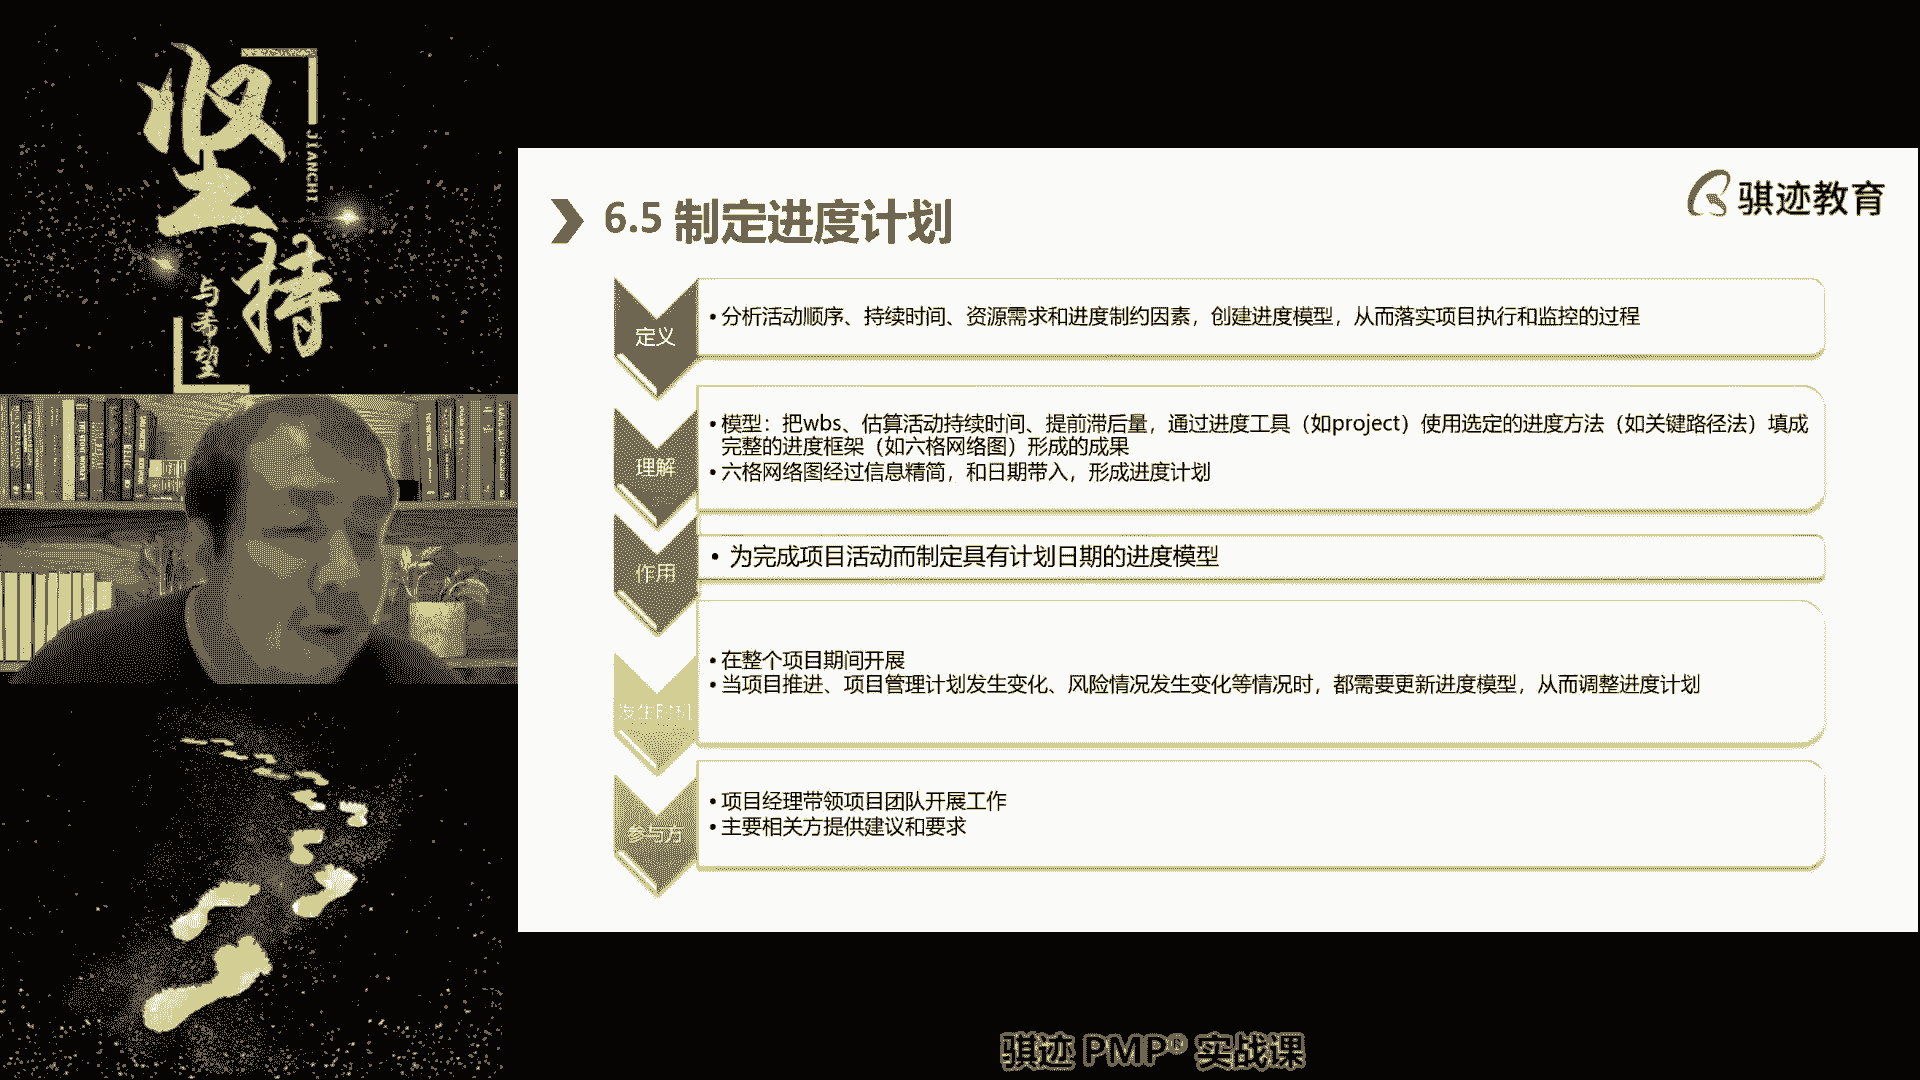 坚持
JIANCHI
与希望
骐迹教育
6.5 制定进度计划
定义
•分析活动顺序、持续时间、资源需求和进度制约因素，创建进度模型，从而落实项目执行和监控的过程
理解
•模型：把wbs、估算活动持续时间、提前滞后量，通过进度工具（如project）使用选定的进度方法（如关键路径法）填成
完整的进度框架（如六格网络图）形成的成果
•六格网络图经过信息精简，和日期带入，形成进度计划
作用
• 为完成项目活动而制定具有计划日期的进度模型
发生时机
•在整个项目期间开展
•当项目推进、项目管理计划发生变化、风险情况发生变化等情况时，都需要更新进度模型，从而调整进度计划
参与方
•项目经理带领项目团队开展工作
•主要相关方提供建议和要求
骐迹 PMP® 实战课